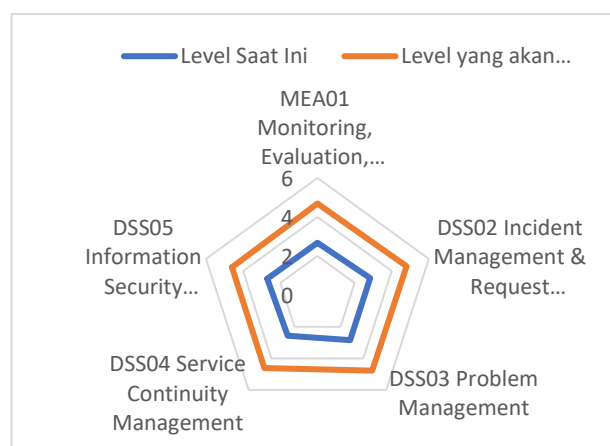 Level Saat Ini
Level yang akan...
MEA01
Monitoring,
Evaluation,...
6
4
2
0
DSS02 Incident
Management &
Request...
DSS03 Problem
Management
DSS04 Service
Continuity
Management
DSS05
Information
Security...